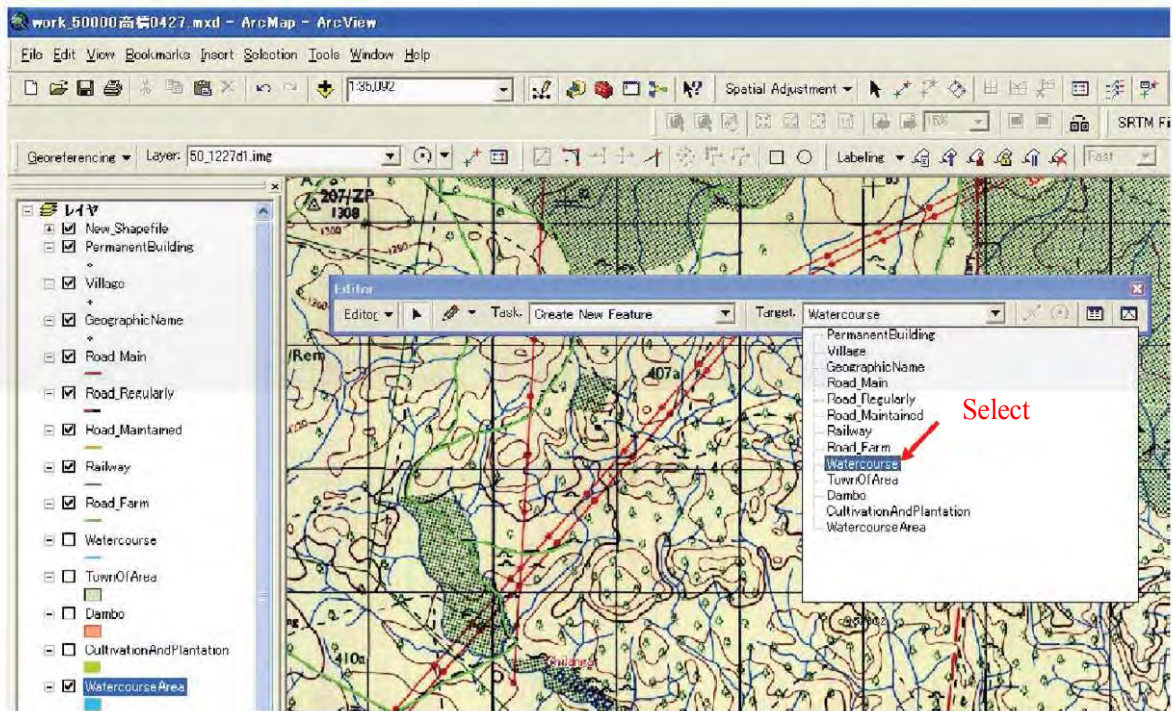 work_50000高橋0427.mxd - ArcMap - ArcView
File Edit View Bookmarks Insert Selection Tools Window Help
1:35,092 Spatial Adjustment
15% SRTM Fi
Georeferencing Layer: 50_1227d1.img Labeling Fast
レイヤ
New_Shapefile
PermanentBuilding
Village
GeographicName
Road_Main
Road_Regularly
Road_Maintained
Railway
Road_Farm
Watercourse
TownOfArea
Dambo
CultivationAndPlantation
WatercourseArea
207/ZP
1308
1300
/Rem
407a
410a
Chilanga
Editor
Editor Task: Create New Feature Target: Watercourse
PermanentBuilding
Village
GeographicName
Road_Main
Road_Regularly
Road_Maintained
Railway
Road_Farm
Watercourse
TownOfArea
Dambo
CultivationAndPlantation
WatercourseArea
Select